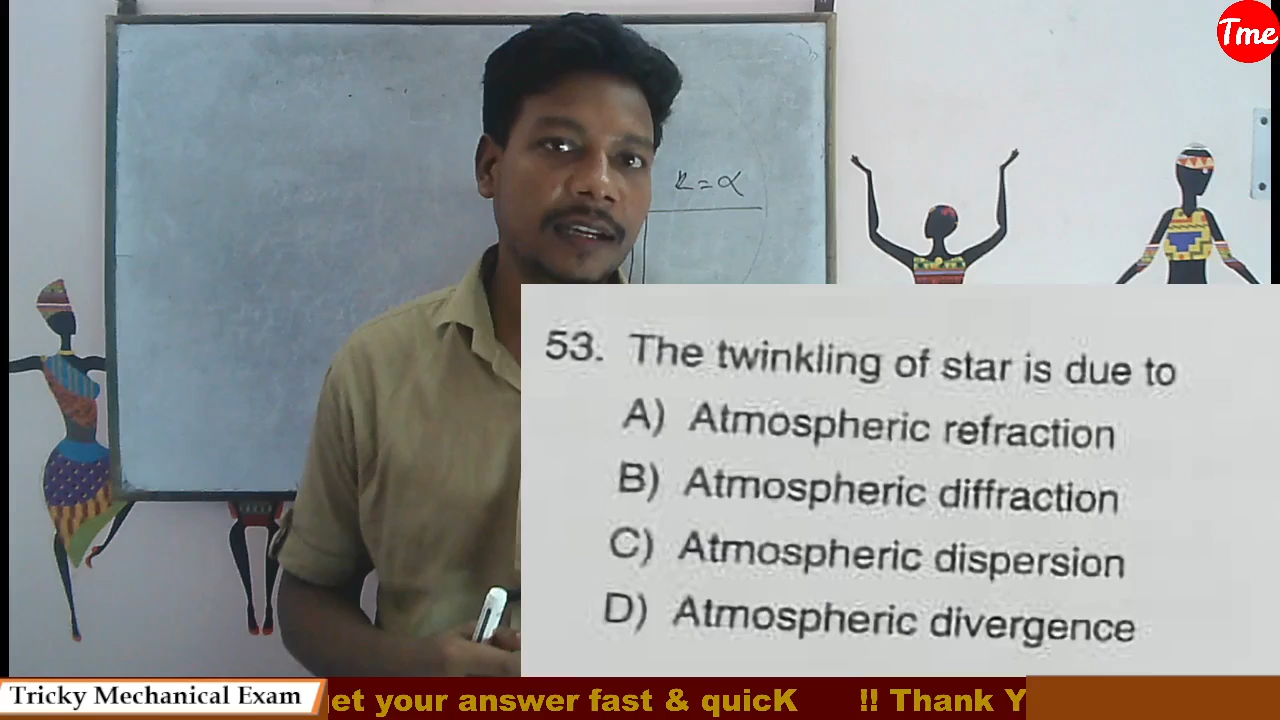 Tme
R=α
53. The twinkling of star is due to
A) Atmospheric refraction
B) Atmospheric diffraction
C) Atmospheric dispersion
D) Atmospheric divergence
Tricky Mechanical Exam
et your answer fast & quicK !! Thank Y